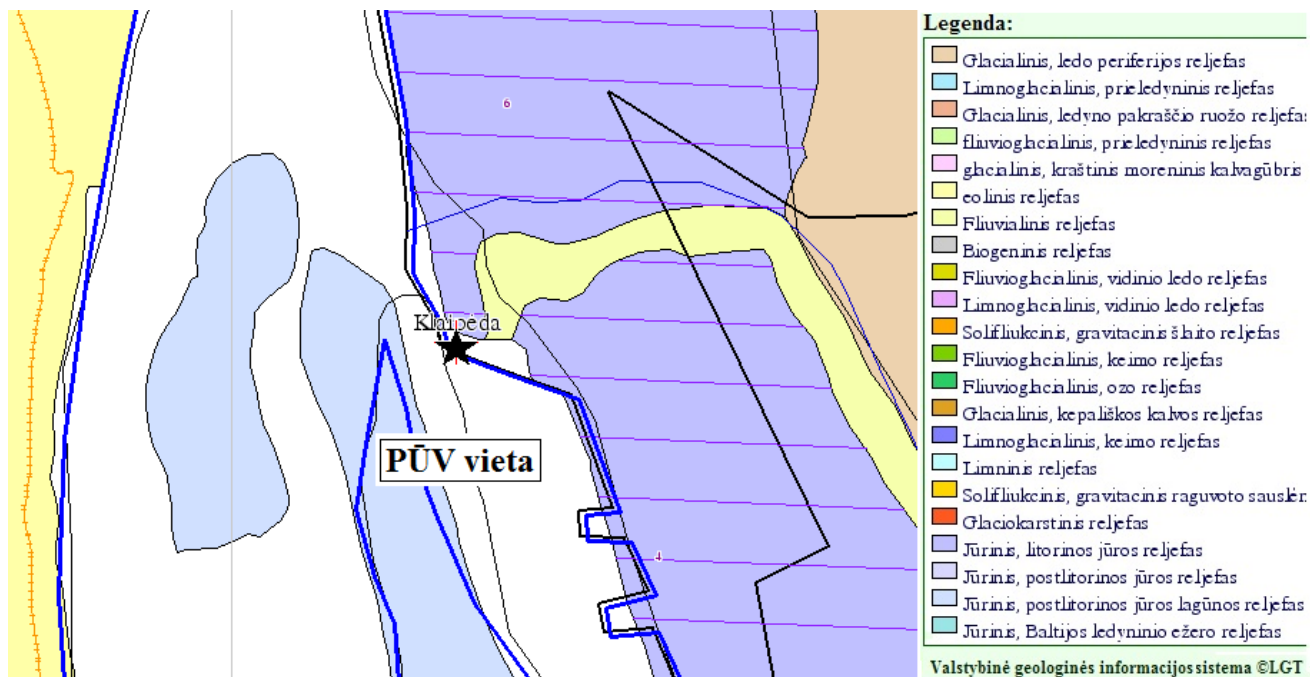 6
Klaipėda
PŪV vieta
4
Legenda:
Glacialinis, ledo periferijos reljefas
Limnoglacialinis, prieledyninis reljefas
Glacialinis, ledyno pakraščio ruožo reljefas
fliuvioglacialinis, prieledyninis reljefas
glacialinis, kraštinis moreninis kalvagūbris
eolinis reljefas
Fliuvialinis reljefas
Biogeninis reljefas
Fliuvioglacialinis, vidinio ledo reljefas
Limnoglacialinis, vidinio ledo reljefas
Solifliukcinis, gravitacinis šlaito reljefas
Fliuvioglacialinis, keimo reljefas
Fliuvioglacialinis, ozo reljefas
Glacialinis, kepališkos kalvos reljefas
Limnoglacialinis, keimo reljefas
Limninis reljefas
Solifliukcinis, gravitacinis raguvoto sauslėn
Glaciokarstinis reljefas
Jūrinis, litorinos jūros reljefas
Jūrinis, postlitorinos jūros reljefas
Jūrinis, postlitorinos jūros lagūnos reljefas
Jūrinis, Baltijos ledyninio ežero reljefas
Valstybinė geologinės informacijos sistema ©LGT